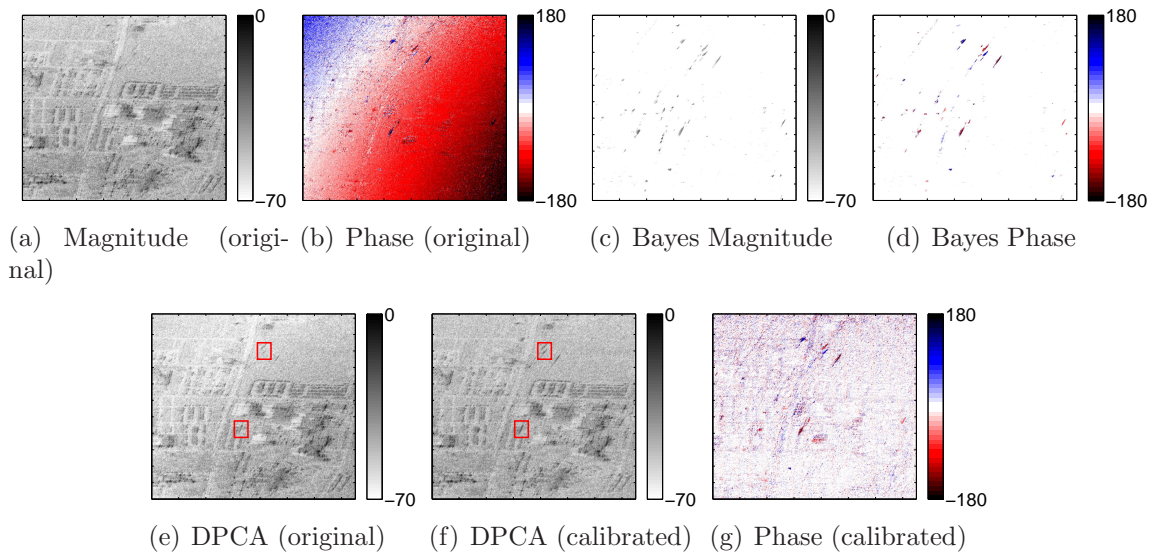 0
−70
180
−180
0
−70
180
−180
(a) Magnitude (origi-
nal)
(b) Phase (original)
(c) Bayes Magnitude
(d) Bayes Phase
0
−70
0
−70
180
−180
(e) DPCA (original)
(f) DPCA (calibrated)
(g) Phase (calibrated)